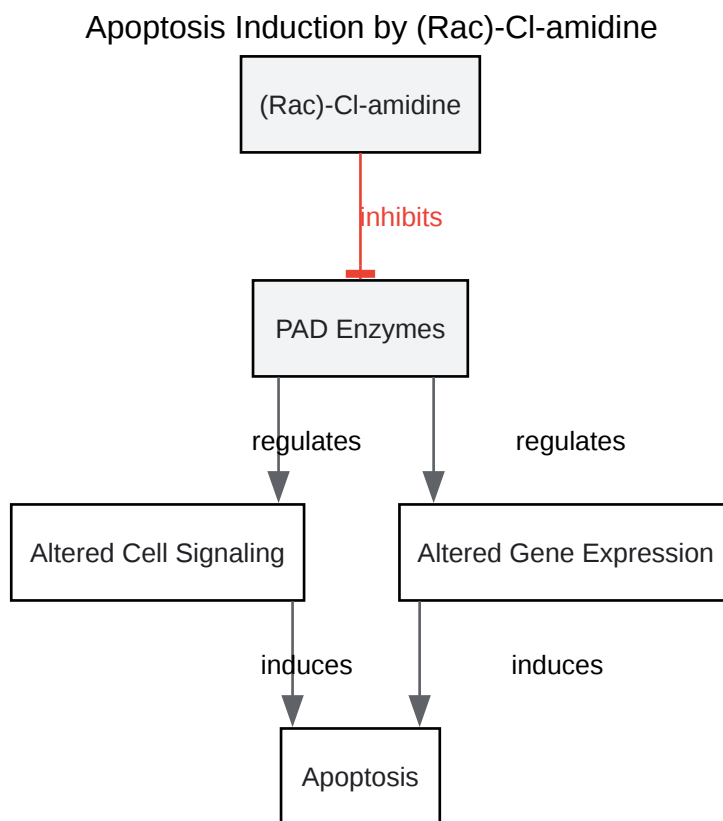 Apoptosis Induction by (Rac)-Cl-amidine
(Rac)-Cl-amidine
inhibits
PAD Enzymes
regulates
regulates
Altered Cell Signaling
Altered Gene Expression
induces
induces
Apoptosis